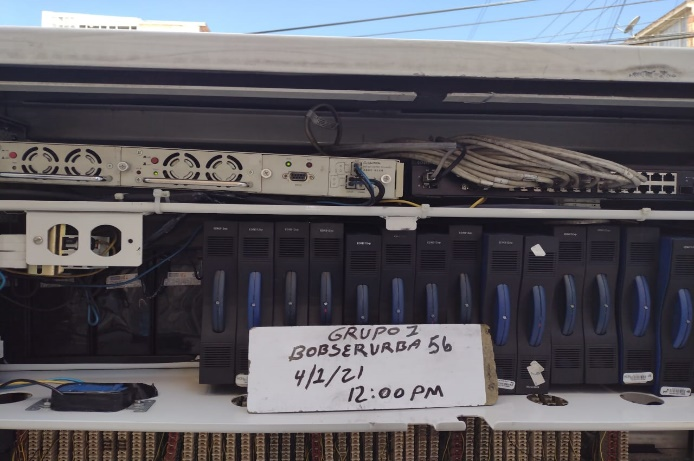 GRUPO 1
BOBSERURBA 56
4/1/21
12:00 PM